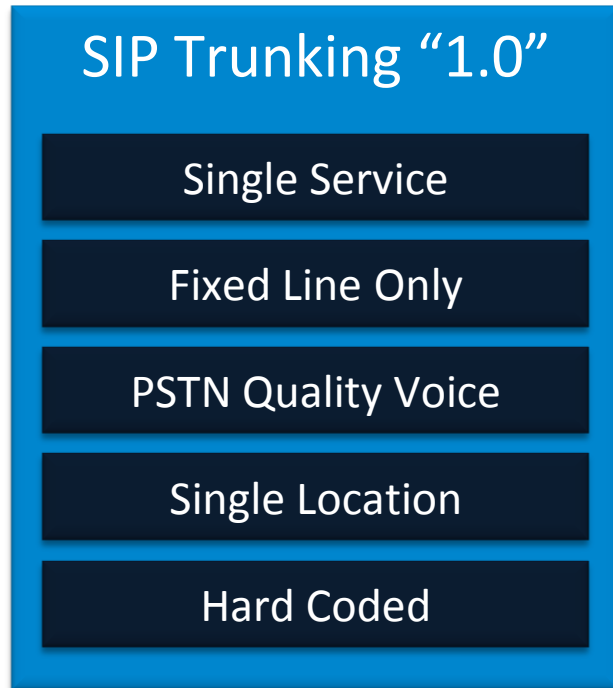 SIP Trunking “1.0”
Single Service
Fixed Line Only
PSTN Quality Voice
Single Location
Hard Coded